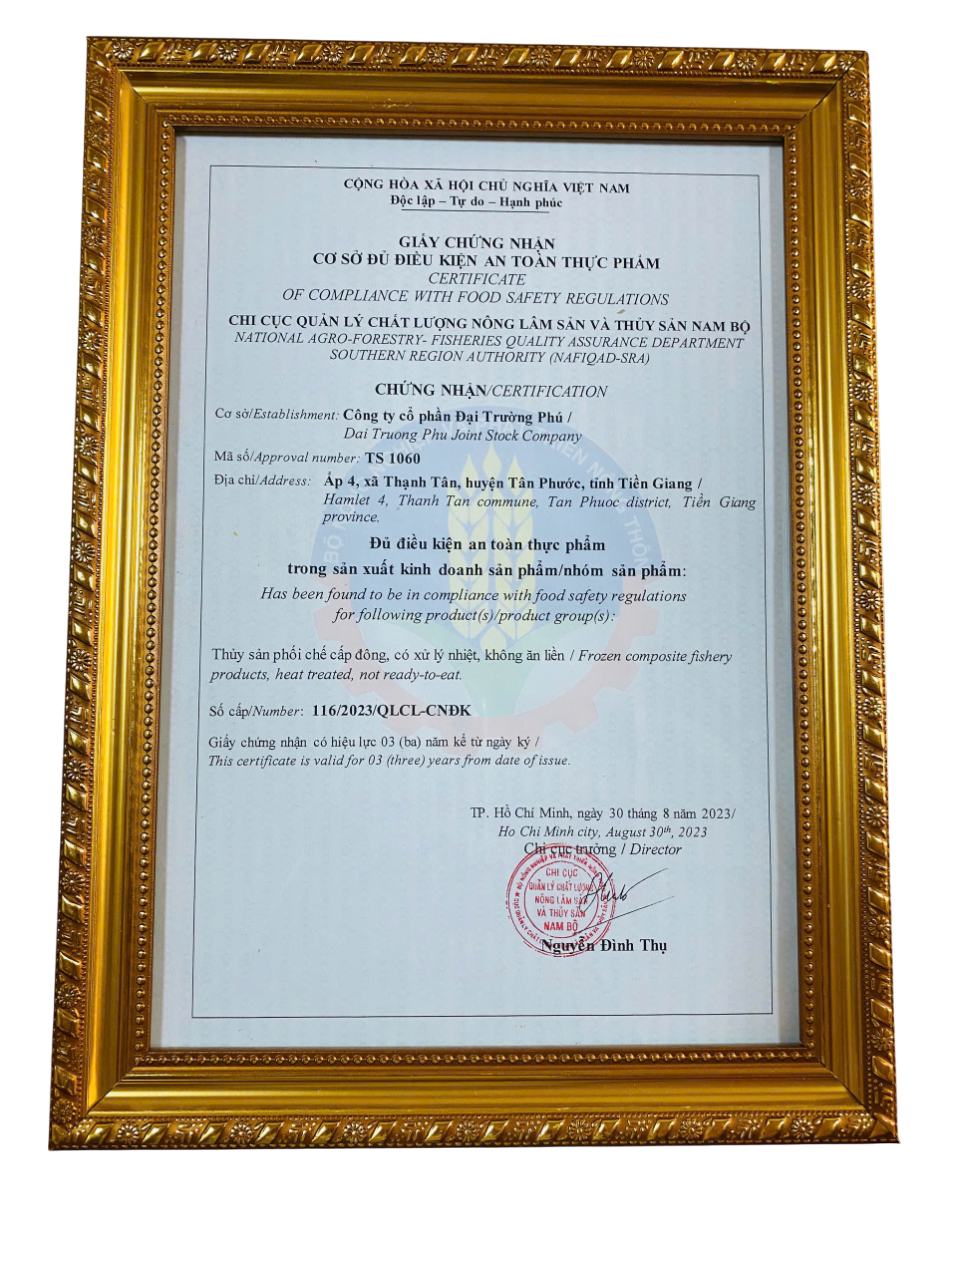 CỘNG HÒA XÃ HỘI CHỦ NGHĨA VIỆT NAM
Độc lập – Tự do – Hạnh phúc
GIẤY CHỨNG NHẬN
CƠ SỞ ĐỦ ĐIỀU KIỆN AN TOÀN THỰC PHẨM
CERTIFICATE
OF COMPLIANCE WITH FOOD SAFETY REGULATIONS
CHI CỤC QUẢN LÝ CHẤT LƯỢNG NÔNG LÂM SẢN VÀ THỦY SẢN NAM BỘ
NATIONAL AGRO-FORESTRY- FISHERIES QUALITY ASSURANCE DEPARTMENT
SOUTHERN REGION AUTHORITY (NAFIQAD-SRA)
CHỨNG NHẬN/CERTIFICATION
Cơ sở/Establishment: Công ty cổ phần Đại Trường Phú /
Dai Truong Phu Joint Stock Company
Mã số/Approval number: TS 1060
Địa chỉ/Address: Ấp 4, xã Thạnh Tân, huyện Tân Phước, tỉnh Tiền Giang /
Hamlet 4, Thanh Tan commune, Tan Phuoc district, Tiền Giang
province.
Đủ điều kiện an toàn thực phẩm
trong sản xuất kinh doanh sản phẩm/nhóm sản phẩm:
Has been found to be in compliance with food safety regulations
for following product(s)/product group(s):
Thủy sản phối chế cấp đông, có xử lý nhiệt, không ăn liền / Frozen composite fishery
products, heat treated, not ready-to-eat.
Số cấp/Number: 116/2023/QLCL-CNĐK
Giấy chứng nhận có hiệu lực 03 (ba) năm kể từ ngày ký /
This certificate is valid for 03 (three) years from date of issue.
TP. Hồ Chí Minh, ngày 30 tháng 8 năm 2023/
Ho Chi Minh city, August 30th, 2023
Chi cục trưởng / Director
CHI CỤC
QUẢN LÝ CHẤT LƯỢNG
NÔNG LÂM SẢN
VÀ THỦY SẢN
NAM BỘ
Nguyễn Đình Thụ